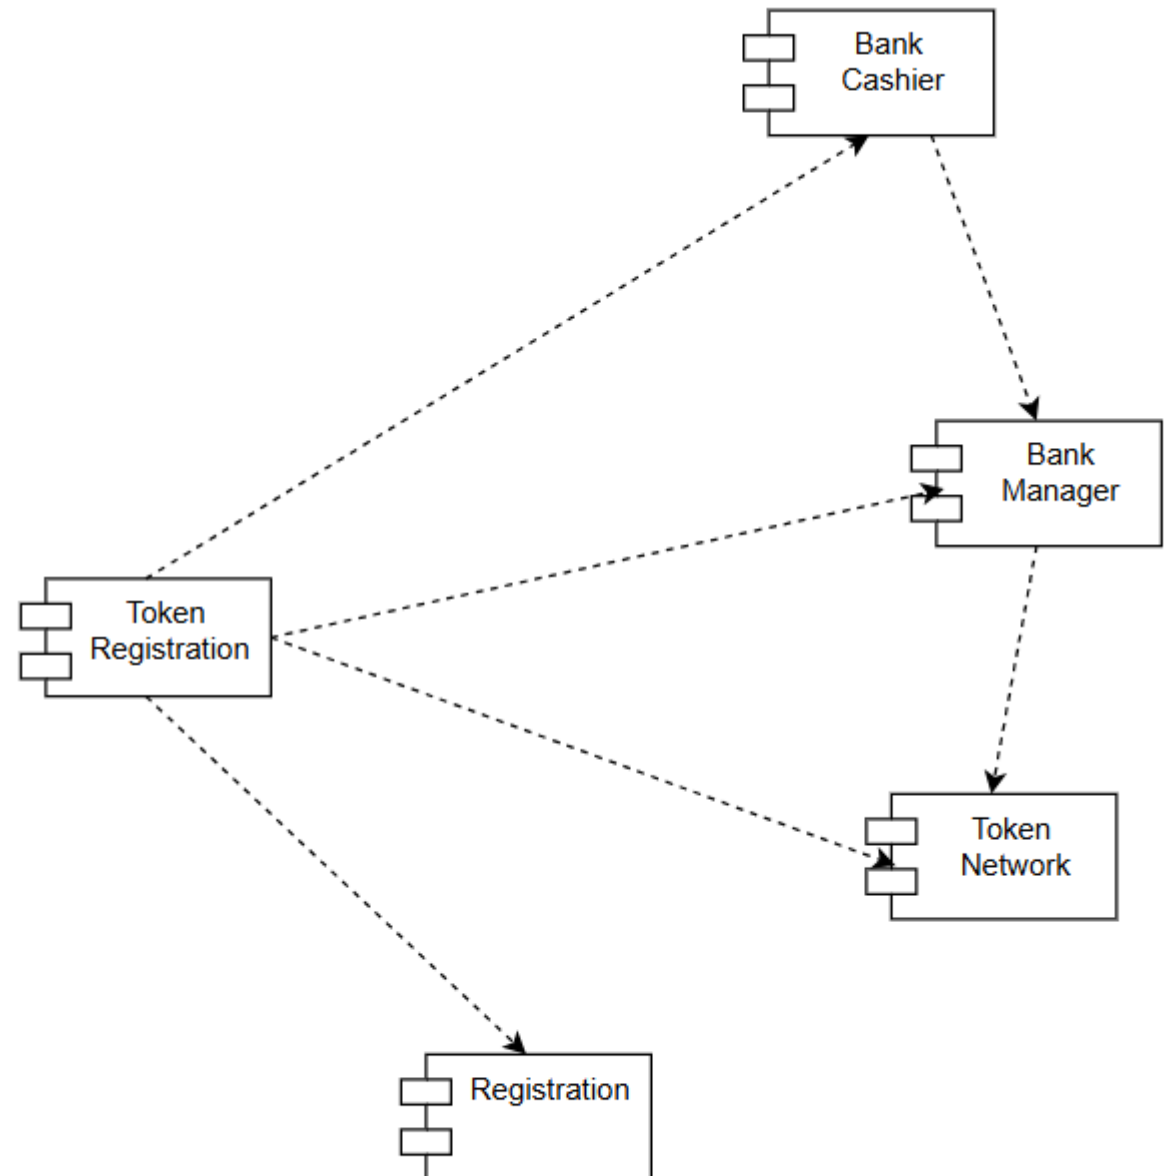 Bank
Cashier
Bank
Manager
Token
Registration
Token
Network
Registration